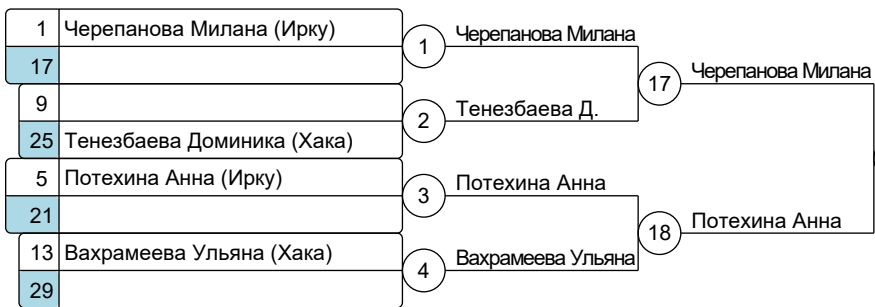 1 Черепанова Милана (Ирку)
17
1 Черепанова Милана
9
25 Тенезбаева Доминика (Хака)
2 Тенезбаева Д.
17 Черепанова Милана
5 Потехина Анна (Ирку)
21
3 Потехина Анна
13 Вахрамеева Ульяна (Хака)
29
4 Вахрамеева Ульяна
18 Потехина Анна